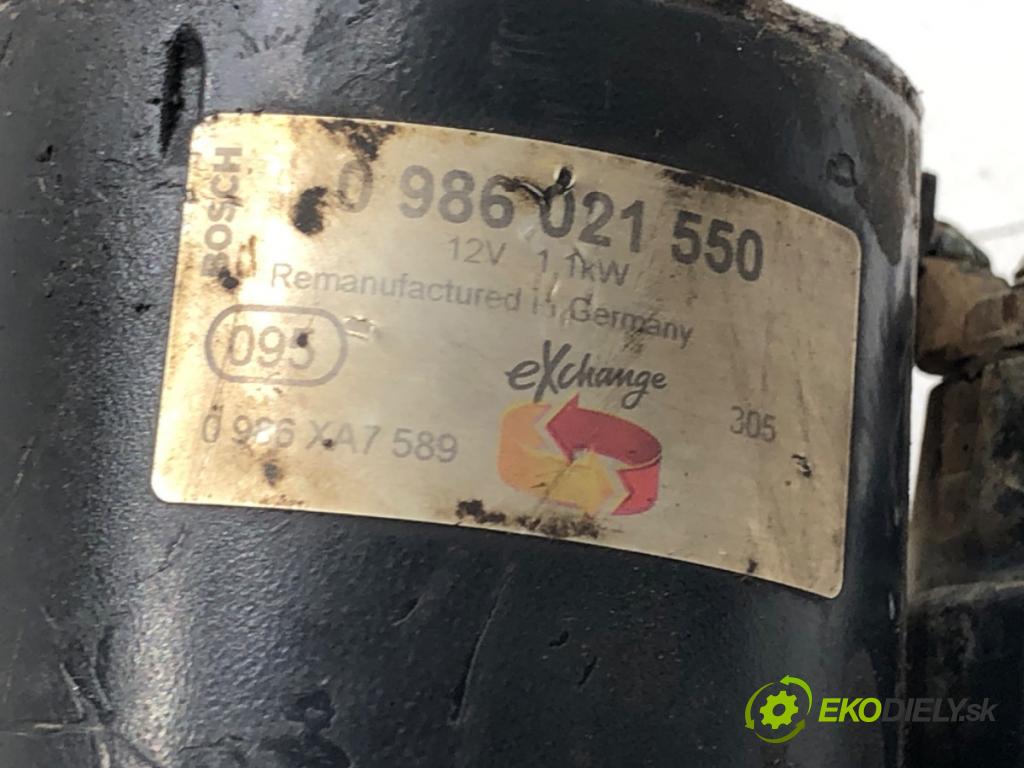 BOSCH
0 986 021 550
12V 1,1kW
Remanufactured in Germany
095
eXchange
305
0 986 XA7 589
EKODIELY.sk